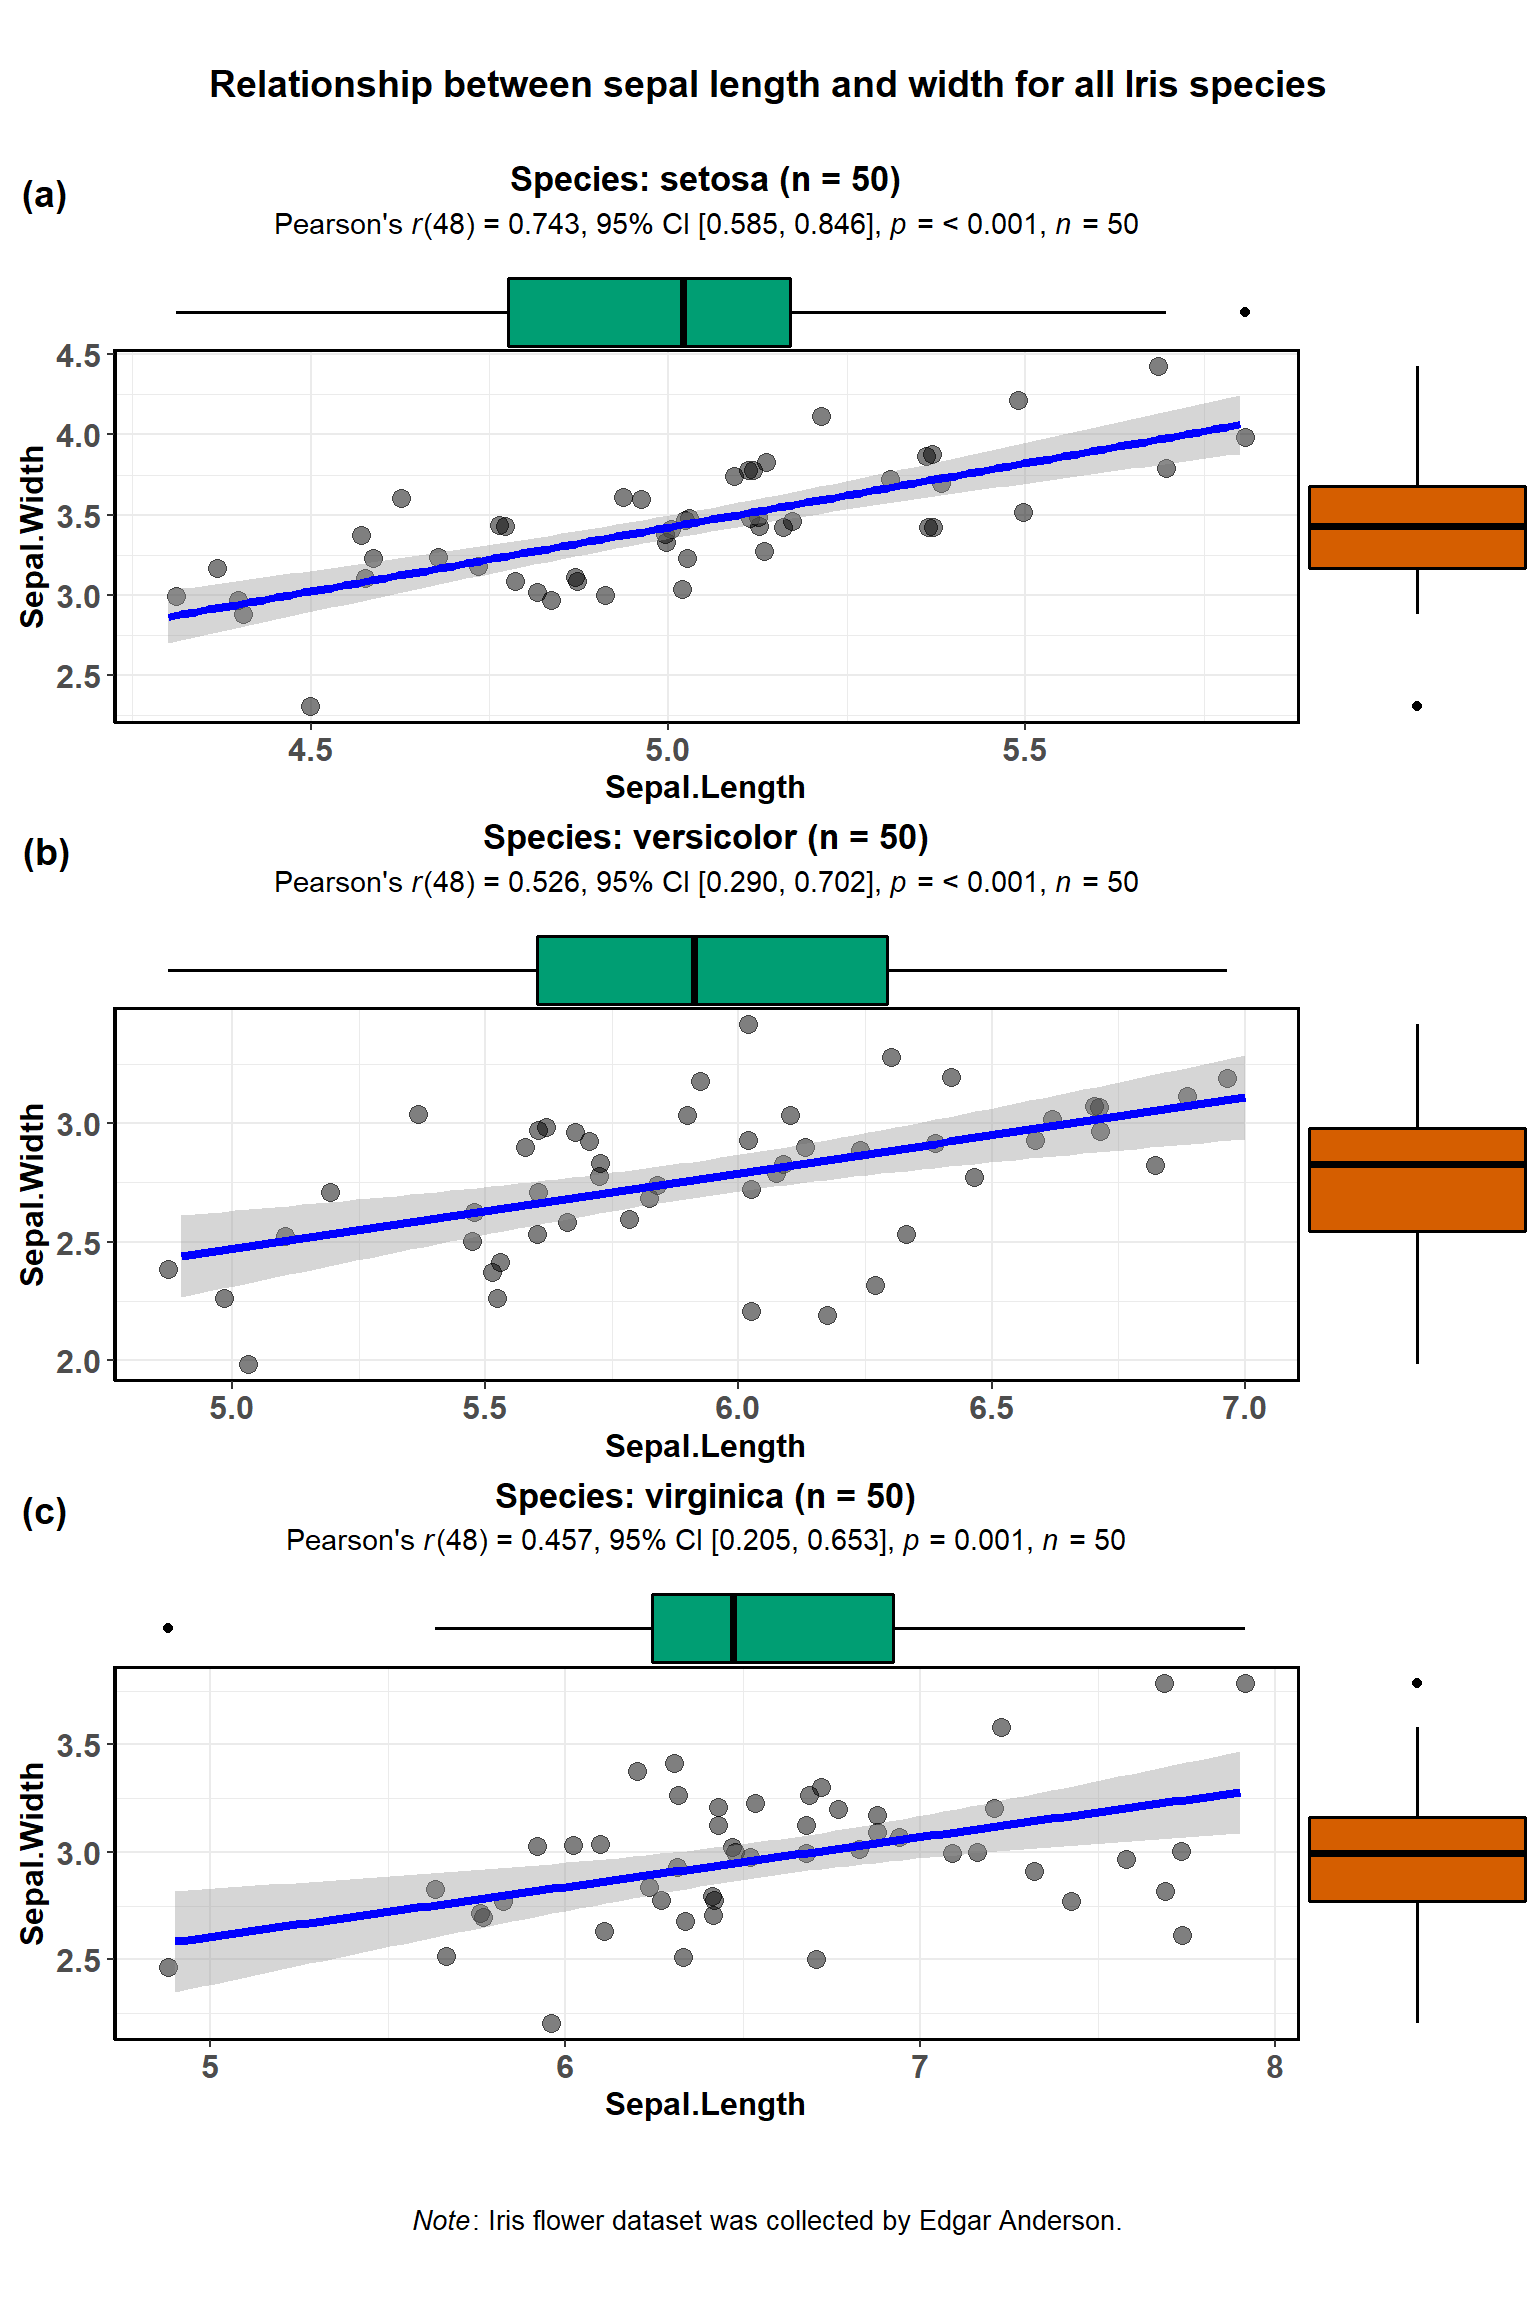 Relationship between sepal length and width for all Iris species
(a)
Species: setosa (n = 50)
Pearson's r(48) = 0.743, 95% CI [0.585, 0.846], p = < 0.001, n = 50
4.5
4.0
3.5
3.0
2.5
Sepal.Width
4.5 5.0 5.5
Sepal.Length
(b)
Species: versicolor (n = 50)
Pearson's r(48) = 0.526, 95% CI [0.290, 0.702], p = < 0.001, n = 50
3.0
2.5
2.0
Sepal.Width
5.0 5.5 6.0 6.5 7.0
Sepal.Length
(c)
Species: virginica (n = 50)
Pearson's r(48) = 0.457, 95% CI [0.205, 0.653], p = 0.001, n = 50
3.5
3.0
2.5
Sepal.Width
5 6 7 8
Sepal.Length
Note: Iris flower dataset was collected by Edgar Anderson.